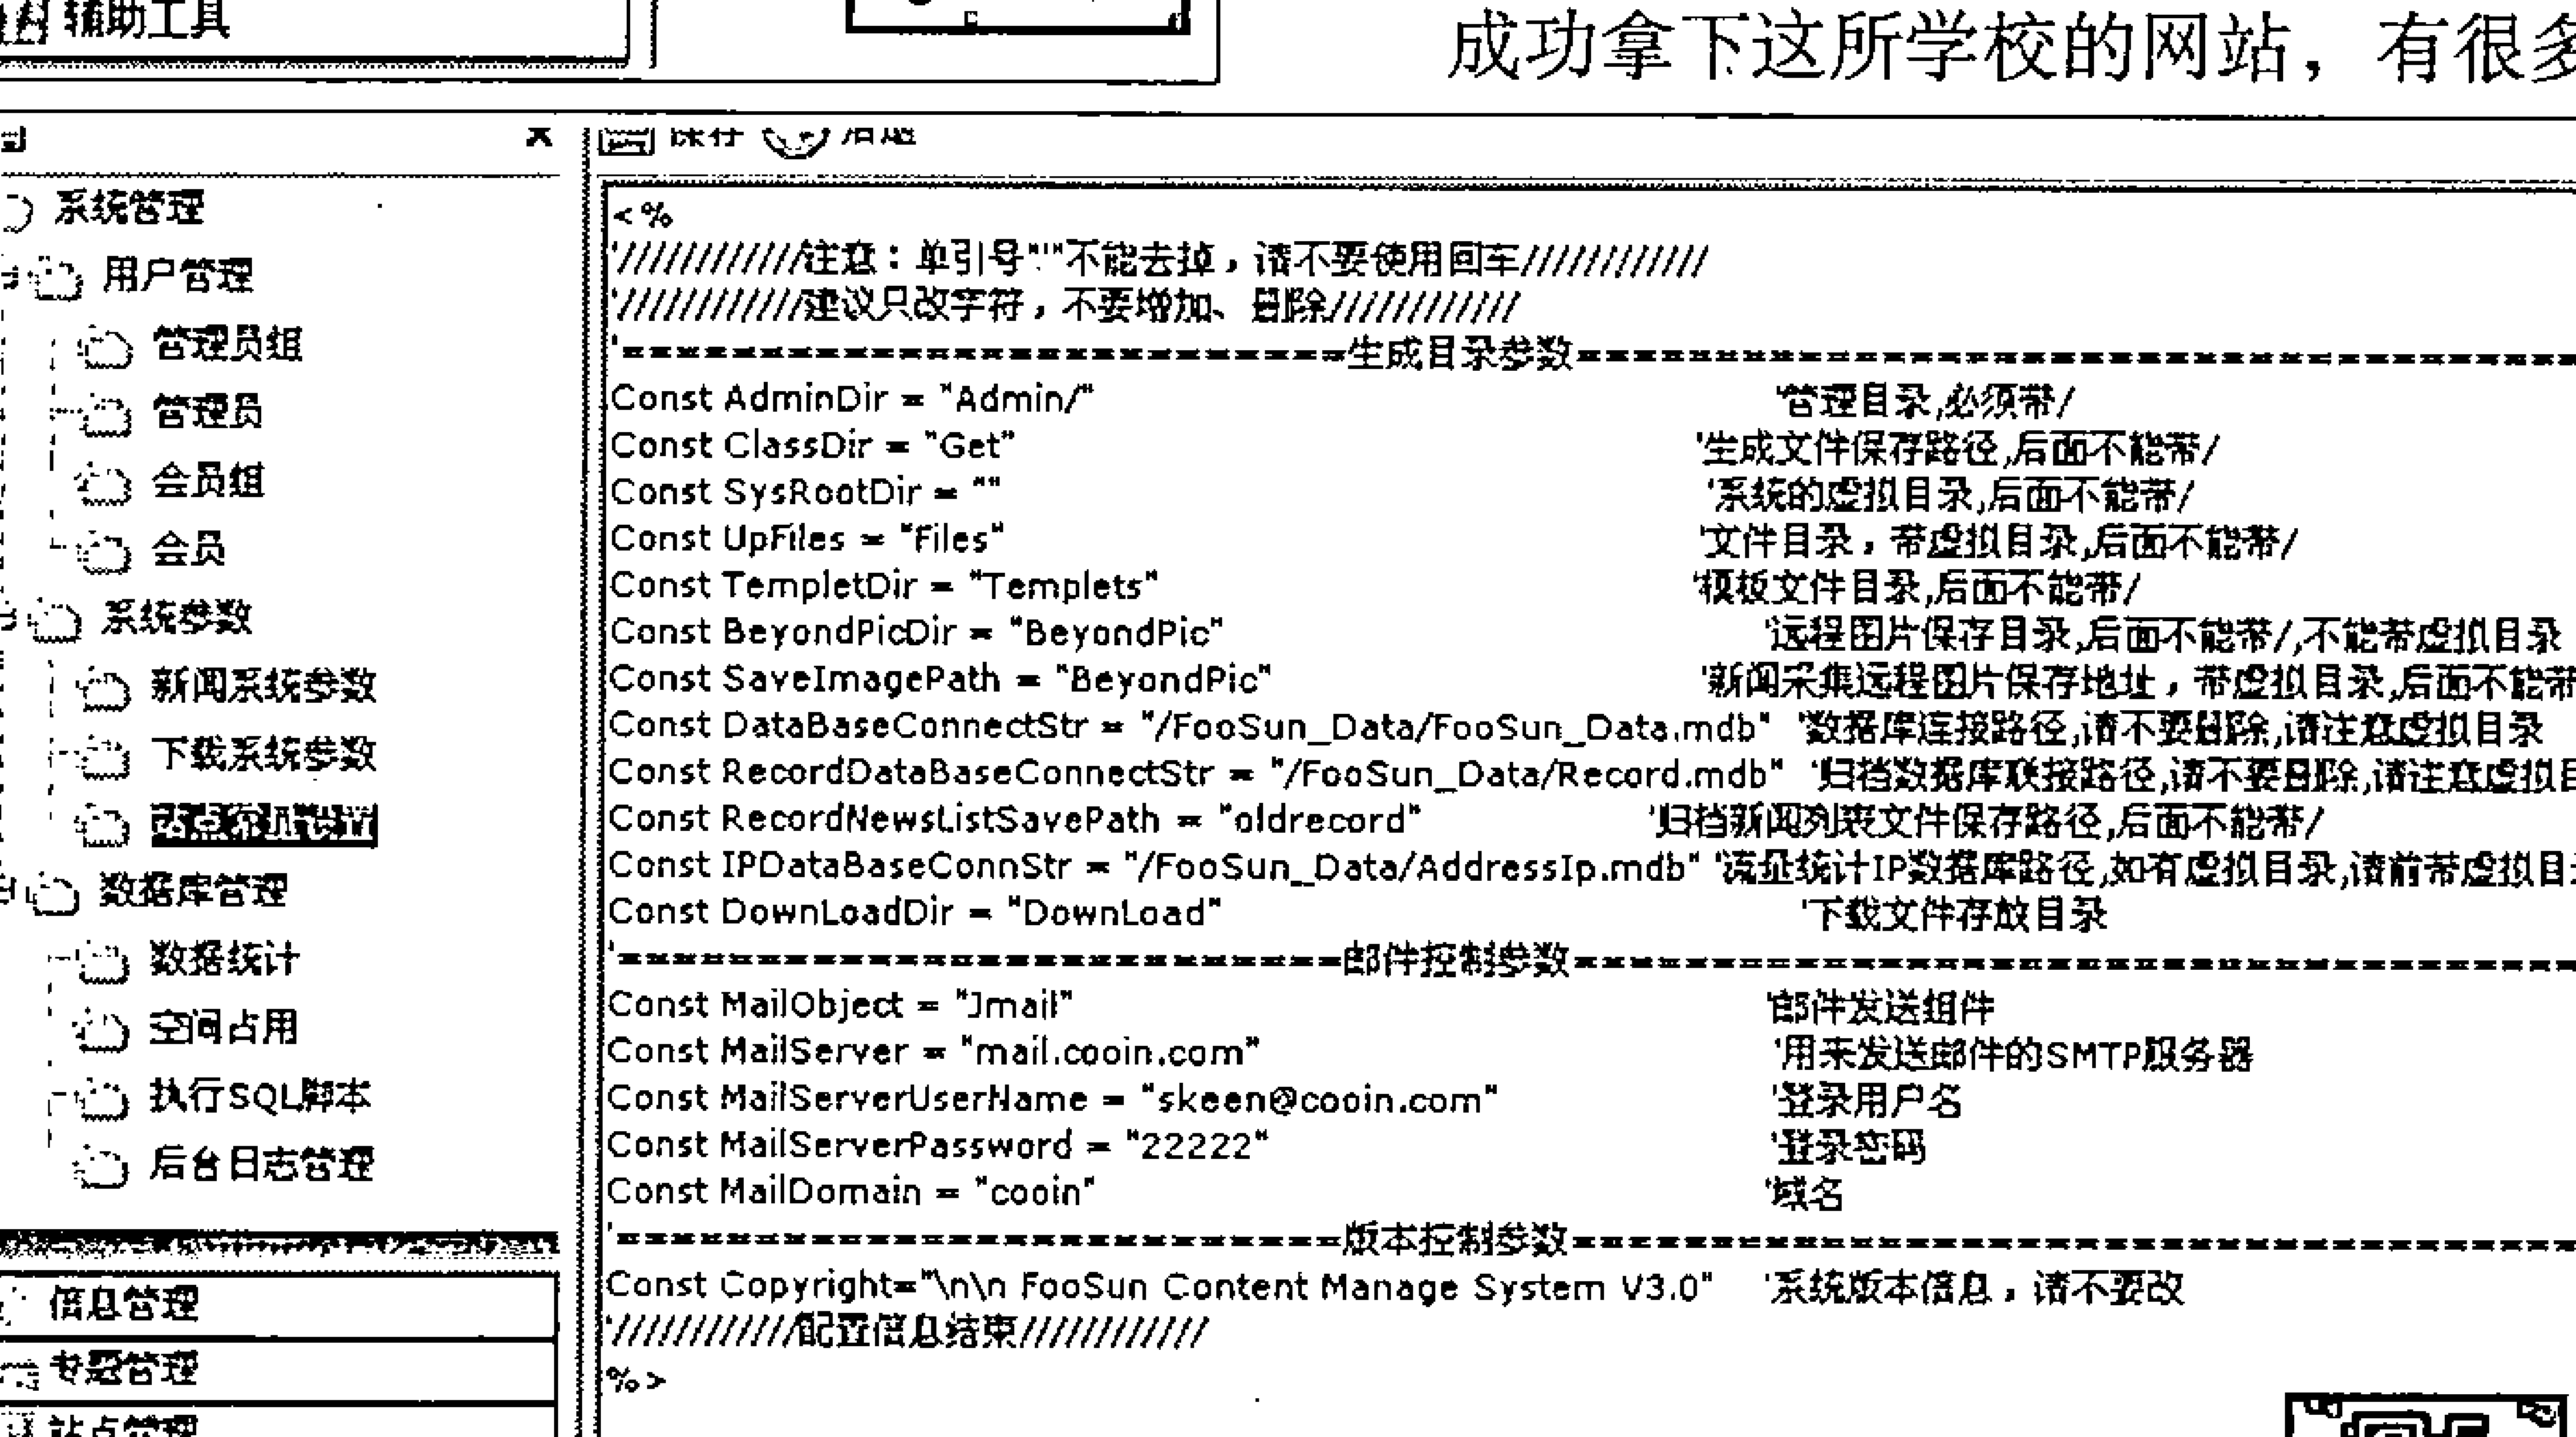 辅助工具
成功拿下这所学校的网站，有很多
保存
系统管理
用户管理
管理员组
管理员
会员组
会员
系统参数
新闻系统参数
下载系统参数
数据库管理
数据统计
空间占用
执行SQL脚本
后台日志管理
信息管理
专题管理
站点管理
<%
'////////////注意：单引号"'"不能去掉，请不要使用回车////////////
'////////////建议只改字符，不要增加、删除////////////
'==========================生成目录参数====================================
Const AdminDir = "Admin/" '管理目录,必须带/
Const ClassDir = "Get" '生成文件保存路径,后面不能带/
Const SysRootDir = "" '系统的虚拟目录,后面不能带/
Const UpFiles = "Files" '文件目录，带虚拟目录,后面不能带/
Const TempletDir = "Templets" '模板文件目录,后面不能带/
Const BeyondPicDir = "BeyondPic" '远程图片保存目录,后面不能带/,不能带虚拟目录
Const SaveImagePath = "BeyondPic" '新闻采集远程图片保存地址，带虚拟目录,后面不能带
Const DataBaseConnectStr = "/FooSun_Data/FooSun_Data.mdb" '数据库连接路径,请不要删除,请注意虚拟目录
Const RecordDataBaseConnectStr = "/FooSun_Data/Record.mdb" '归档数据库联接路径,请不要删除,请注意虚拟目
Const RecordNewsListSavePath = "oldrecord" '归档新闻列表文件保存路径,后面不能带/
Const IPDataBaseConnStr = "/FooSun_Data/AddressIp.mdb" '流量统计IP数据库路径,如有虚拟目录,请前带虚拟目
Const DownLoadDir = "DownLoad" '下载文件存放目录
'==========================邮件控制参数====================================
Const MailObject = "Jmail" '邮件发送组件
Const MailServer = "mail.cooin.com" '用来发送邮件的SMTP服务器
Const MailServerUserName = "skeen@cooin.com" '登录用户名
Const MailServerPassword = "22222" '登录密码
Const MailDomain = "cooin" '域名
'==========================版本控制参数====================================
Const Copyright="\n\n FooSun Content Manage System V3.0" '系统版本信息，请不要改
'////////////配置信息结束////////////
%>